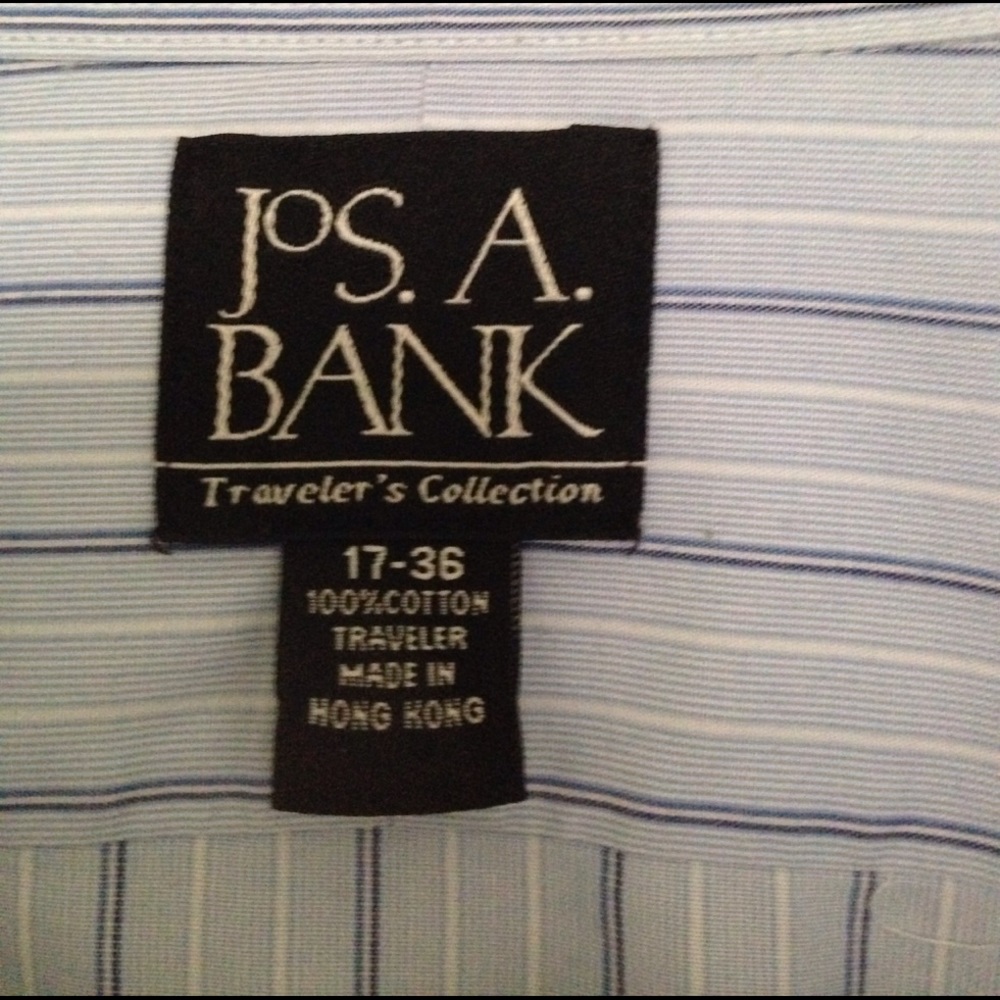 JOS. A.
BANK
Traveler's Collection
17-36
100%COTTON
TRAVELER
MADE IN
HONG KONG